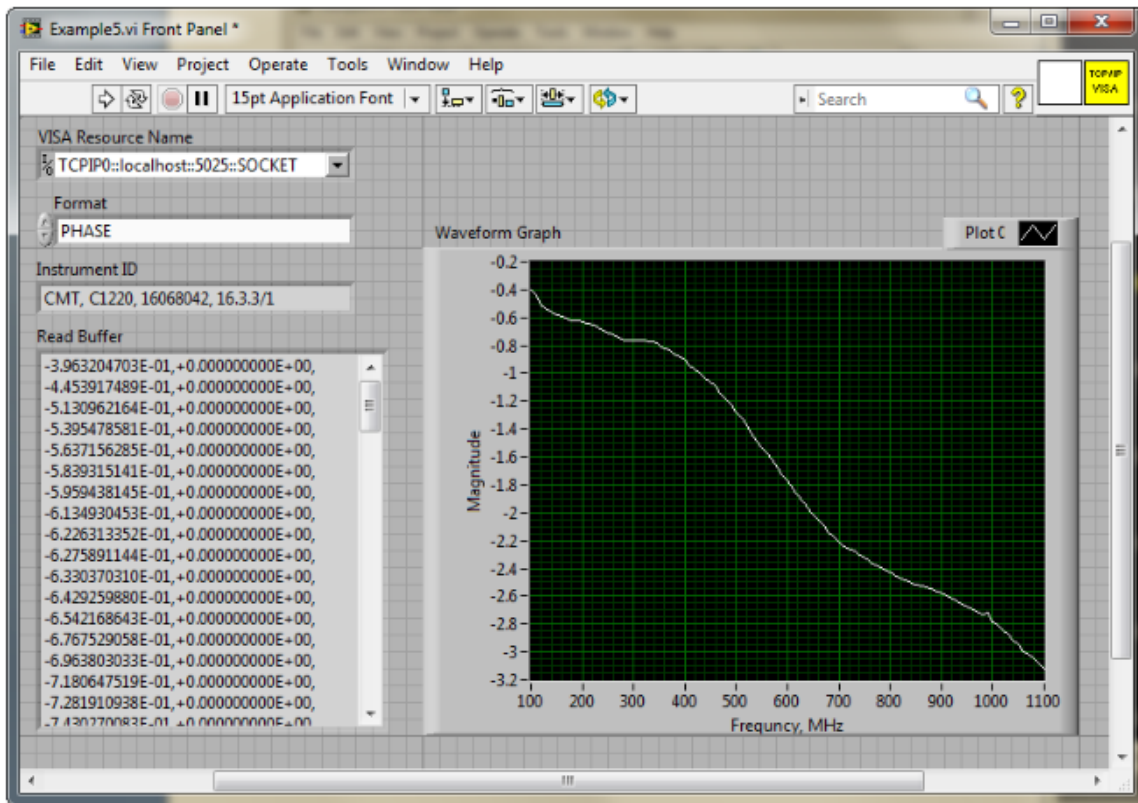 Example5.vi Front Panel *
File Edit View Project Operate Tools Window Help
15pt Application Font
Search
?
TCP/IP
VISA
VISA Resource Name
I/O TCPIP0::localhost::5025::SOCKET
Format
PHASE
Instrument ID
CMT, C1220, 16068042, 16.3.3/1
Read Buffer
-3.963204703E-01,+0.000000000E+00,
-4.453917489E-01,+0.000000000E+00,
-5.130962164E-01,+0.000000000E+00,
-5.395478581E-01,+0.000000000E+00,
-5.637156285E-01,+0.000000000E+00,
-5.839315141E-01,+0.000000000E+00,
-5.959438145E-01,+0.000000000E+00,
-6.134930453E-01,+0.000000000E+00,
-6.226313352E-01,+0.000000000E+00,
-6.275891144E-01,+0.000000000E+00,
-6.330370310E-01,+0.000000000E+00,
-6.429259880E-01,+0.000000000E+00,
-6.542168643E-01,+0.000000000E+00,
-6.767529058E-01,+0.000000000E+00,
-6.963803033E-01,+0.000000000E+00,
-7.180647519E-01,+0.000000000E+00,
-7.281910938E-01,+0.000000000E+00,
-7.430270083E-01,+0.000000000E+00,
Waveform Graph
Plot 0
Magnitude
-0.2
-0.4
-0.6
-0.8
-1
-1.2
-1.4
-1.6
-1.8
-2
-2.2
-2.4
-2.6
-2.8
-3
-3.2
100 200 300 400 500 600 700 800 900 1000 1100
Frequncy, MHz